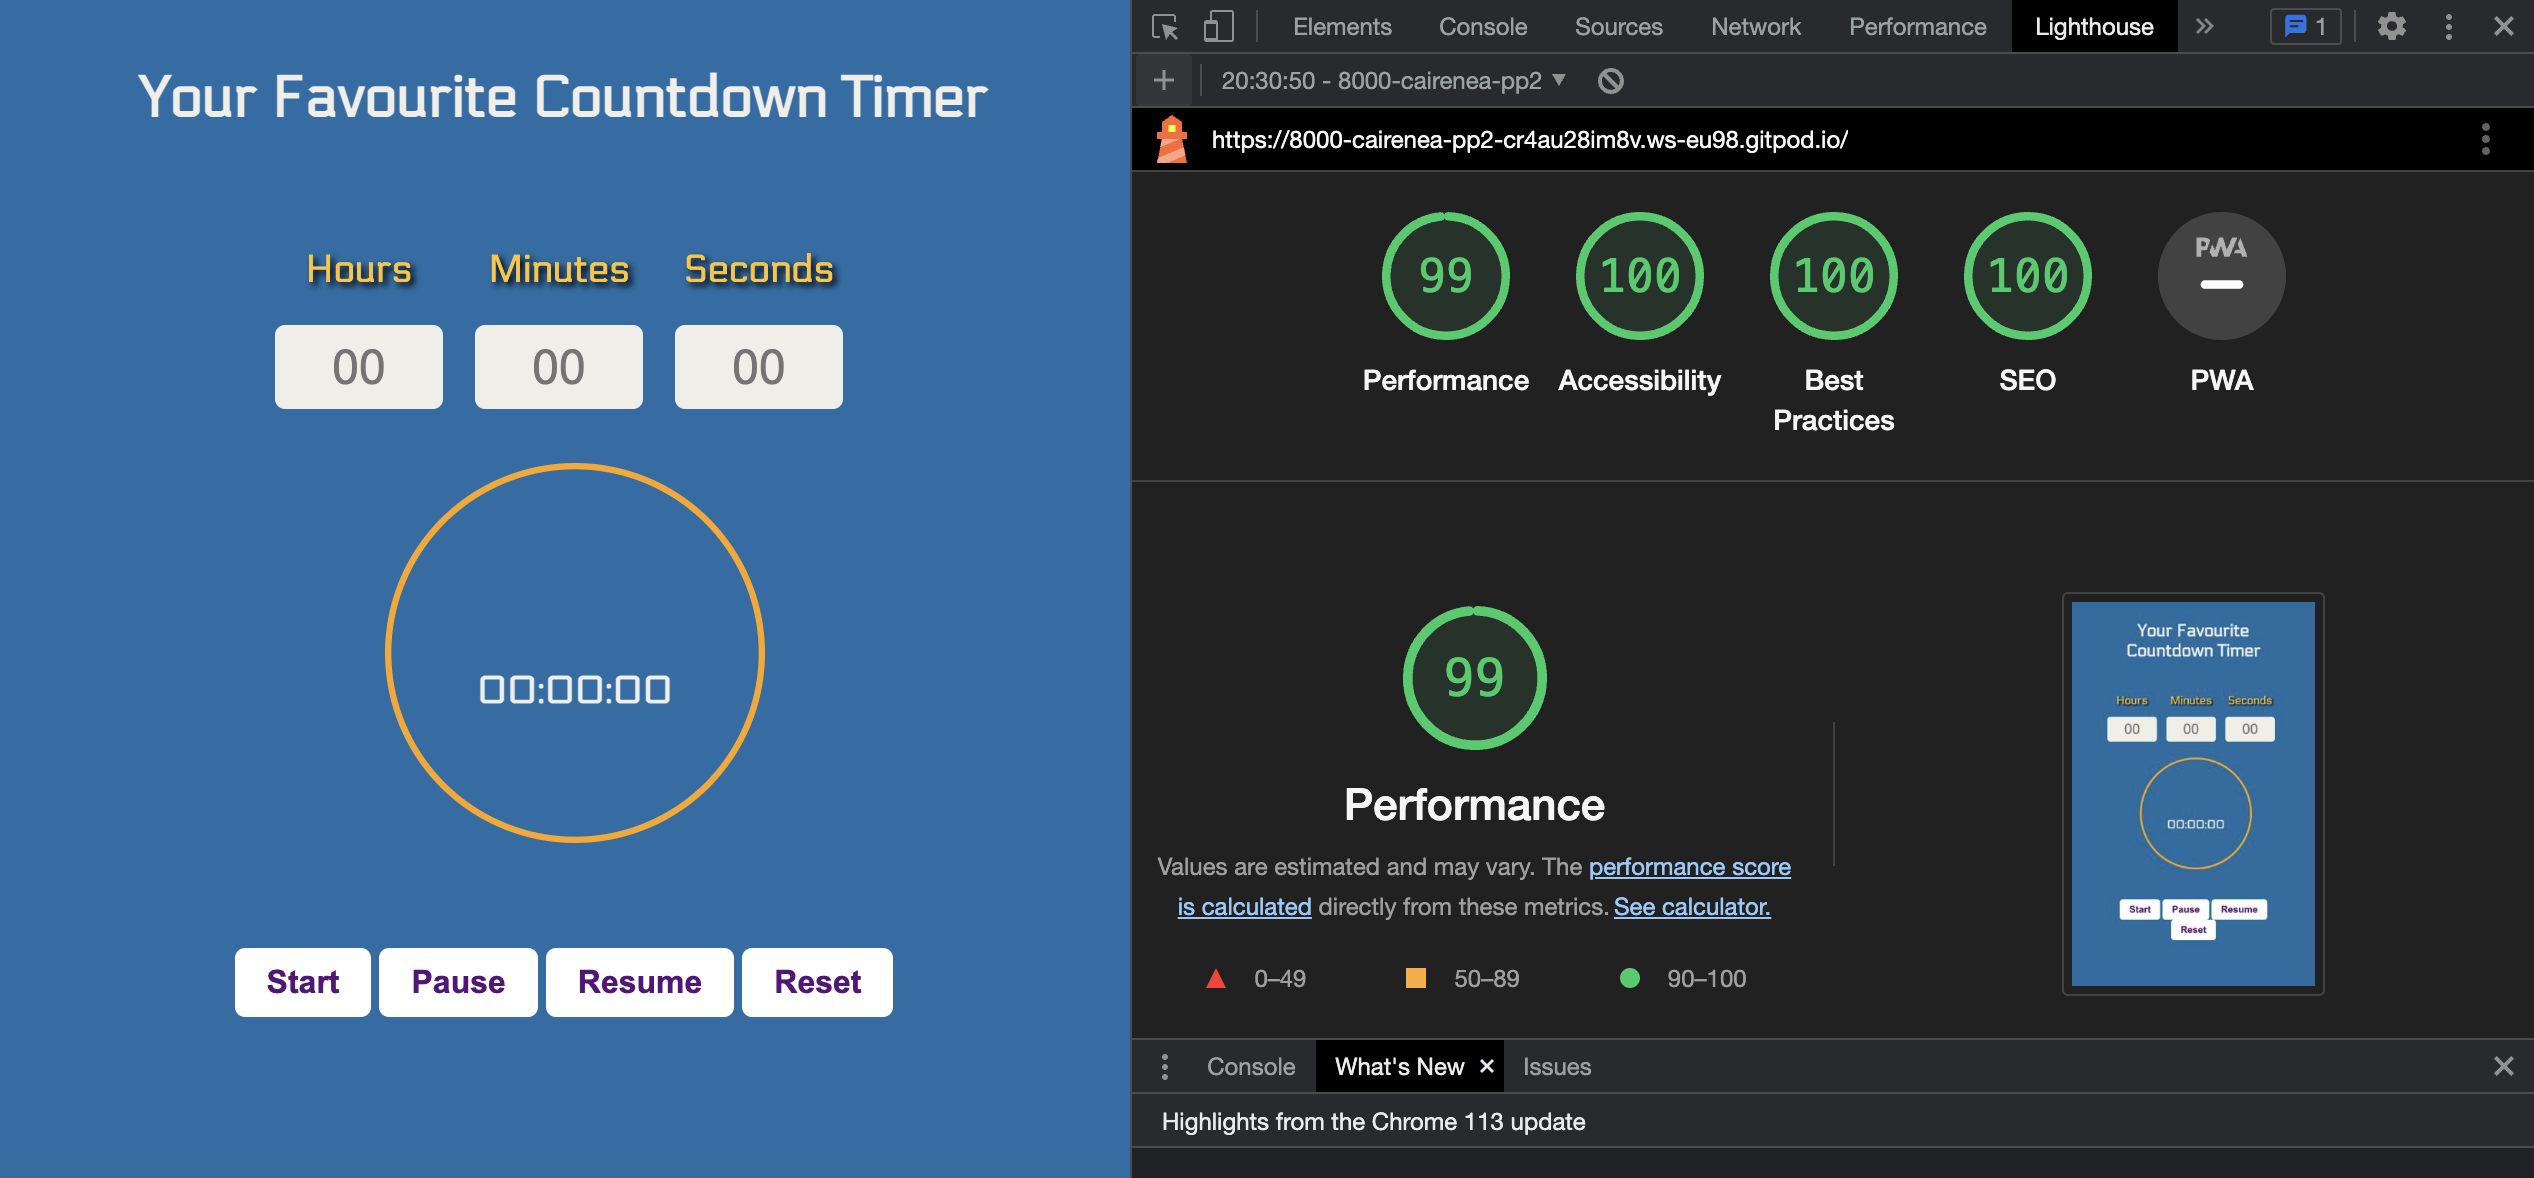 Your Favourite Countdown Timer
Hours Minutes Seconds
00 00 00
00:00:00
Start Pause Resume Reset
Elements Console Sources Network Performance Lighthouse » 1
20:30:50 - 8000-cairenea-pp2
https://8000-cairenea-pp2-cr4au28im8v.ws-eu98.gitpod.io/
99 100 100 100 PWA
Performance Accessibility Best Practices SEO PWA
99
Performance
Values are estimated and may vary. The performance score
is calculated directly from these metrics. See calculator.
0–49 50–89 90–100
Your Favourite
Countdown Timer
Hours Minutes Seconds
00 00 00
00:00:00
Start Pause Resume
Reset
Console What's New × Issues
Highlights from the Chrome 113 update